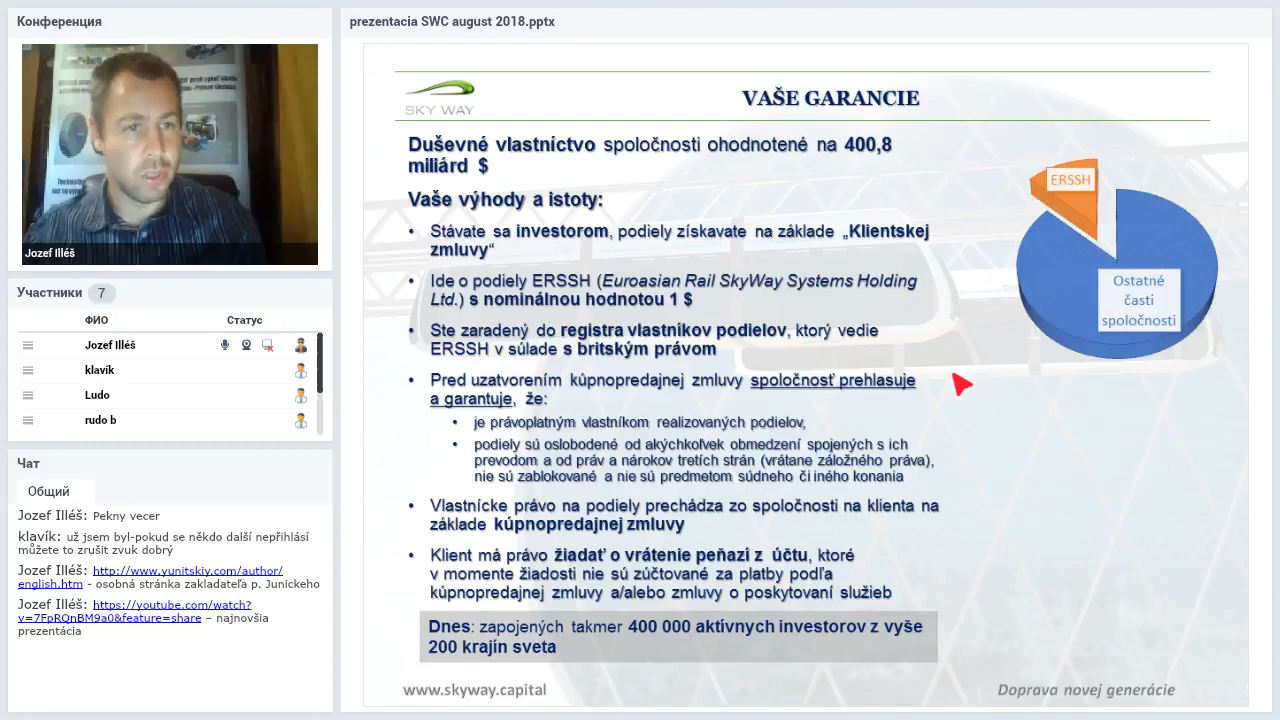 Конференция
Jozef Illéš
Участники 7
ФИО Статус
Jozef Illéš
klavík
Ludo
rudo b
Чат
Общий
Jozef Illéš: Pekny vecer
klavík: už jsem byl-pokud se někdo další nepřihlásí
můžete to zrušit zvuk dobrý
Jozef Illéš: http://www.yunitskiy.com/author/
english.htm - osobná stránka zakladateľa p. Junickeho
Jozef Illéš: https://youtube.com/watch?
v=7FpRQnBM9a0&feature=share – najnovšia
prezentácia
prezentacia SWC august 2018.pptx
SKY WAY
VAŠE GARANCIE
Duševné vlastníctvo spoločnosti ohodnotené na 400,8
miliárd $
Vaše výhody a istoty:
• Stávate sa investorom, podiely získavate na základe „Klientskej
zmluvy“
• Ide o podiely ERSSH (Euroasian Rail SkyWay Systems Holding
Ltd.) s nominálnou hodnotou 1 $
• Ste zaradený do registra vlastníkov podielov, ktorý vedie
ERSSH v súlade s britským právom
• Pred uzatvorením kúpnopredajnej zmluvy spoločnosť prehlasuje
a garantuje, že:
• je právoplatným vlastníkom realizovaných podielov,
• podiely sú oslobodené od akýchkoľvek obmedzení spojených s ich
prevodom a od práv a nárokov tretích strán (vrátane záložného práva),
nie sú zablokované a nie sú predmetom súdneho či iného konania
• Vlastnícke právo na podiely prechádza zo spoločnosti na klienta na
základe kúpnopredajnej zmluvy
• Klient má právo žiadať o vrátenie peňazí z účtu, ktoré
v momente žiadosti nie sú zúčtované za platby podľa
kúpnopredajnej zmluvy a/alebo zmluvy o poskytovaní služieb
Dnes: zapojených takmer 400 000 aktívnych investorov z vyše
200 krajín sveta
ERSSH
Ostatné
časti
spoločnosti
www.skyway.capital
Doprava novej generácie